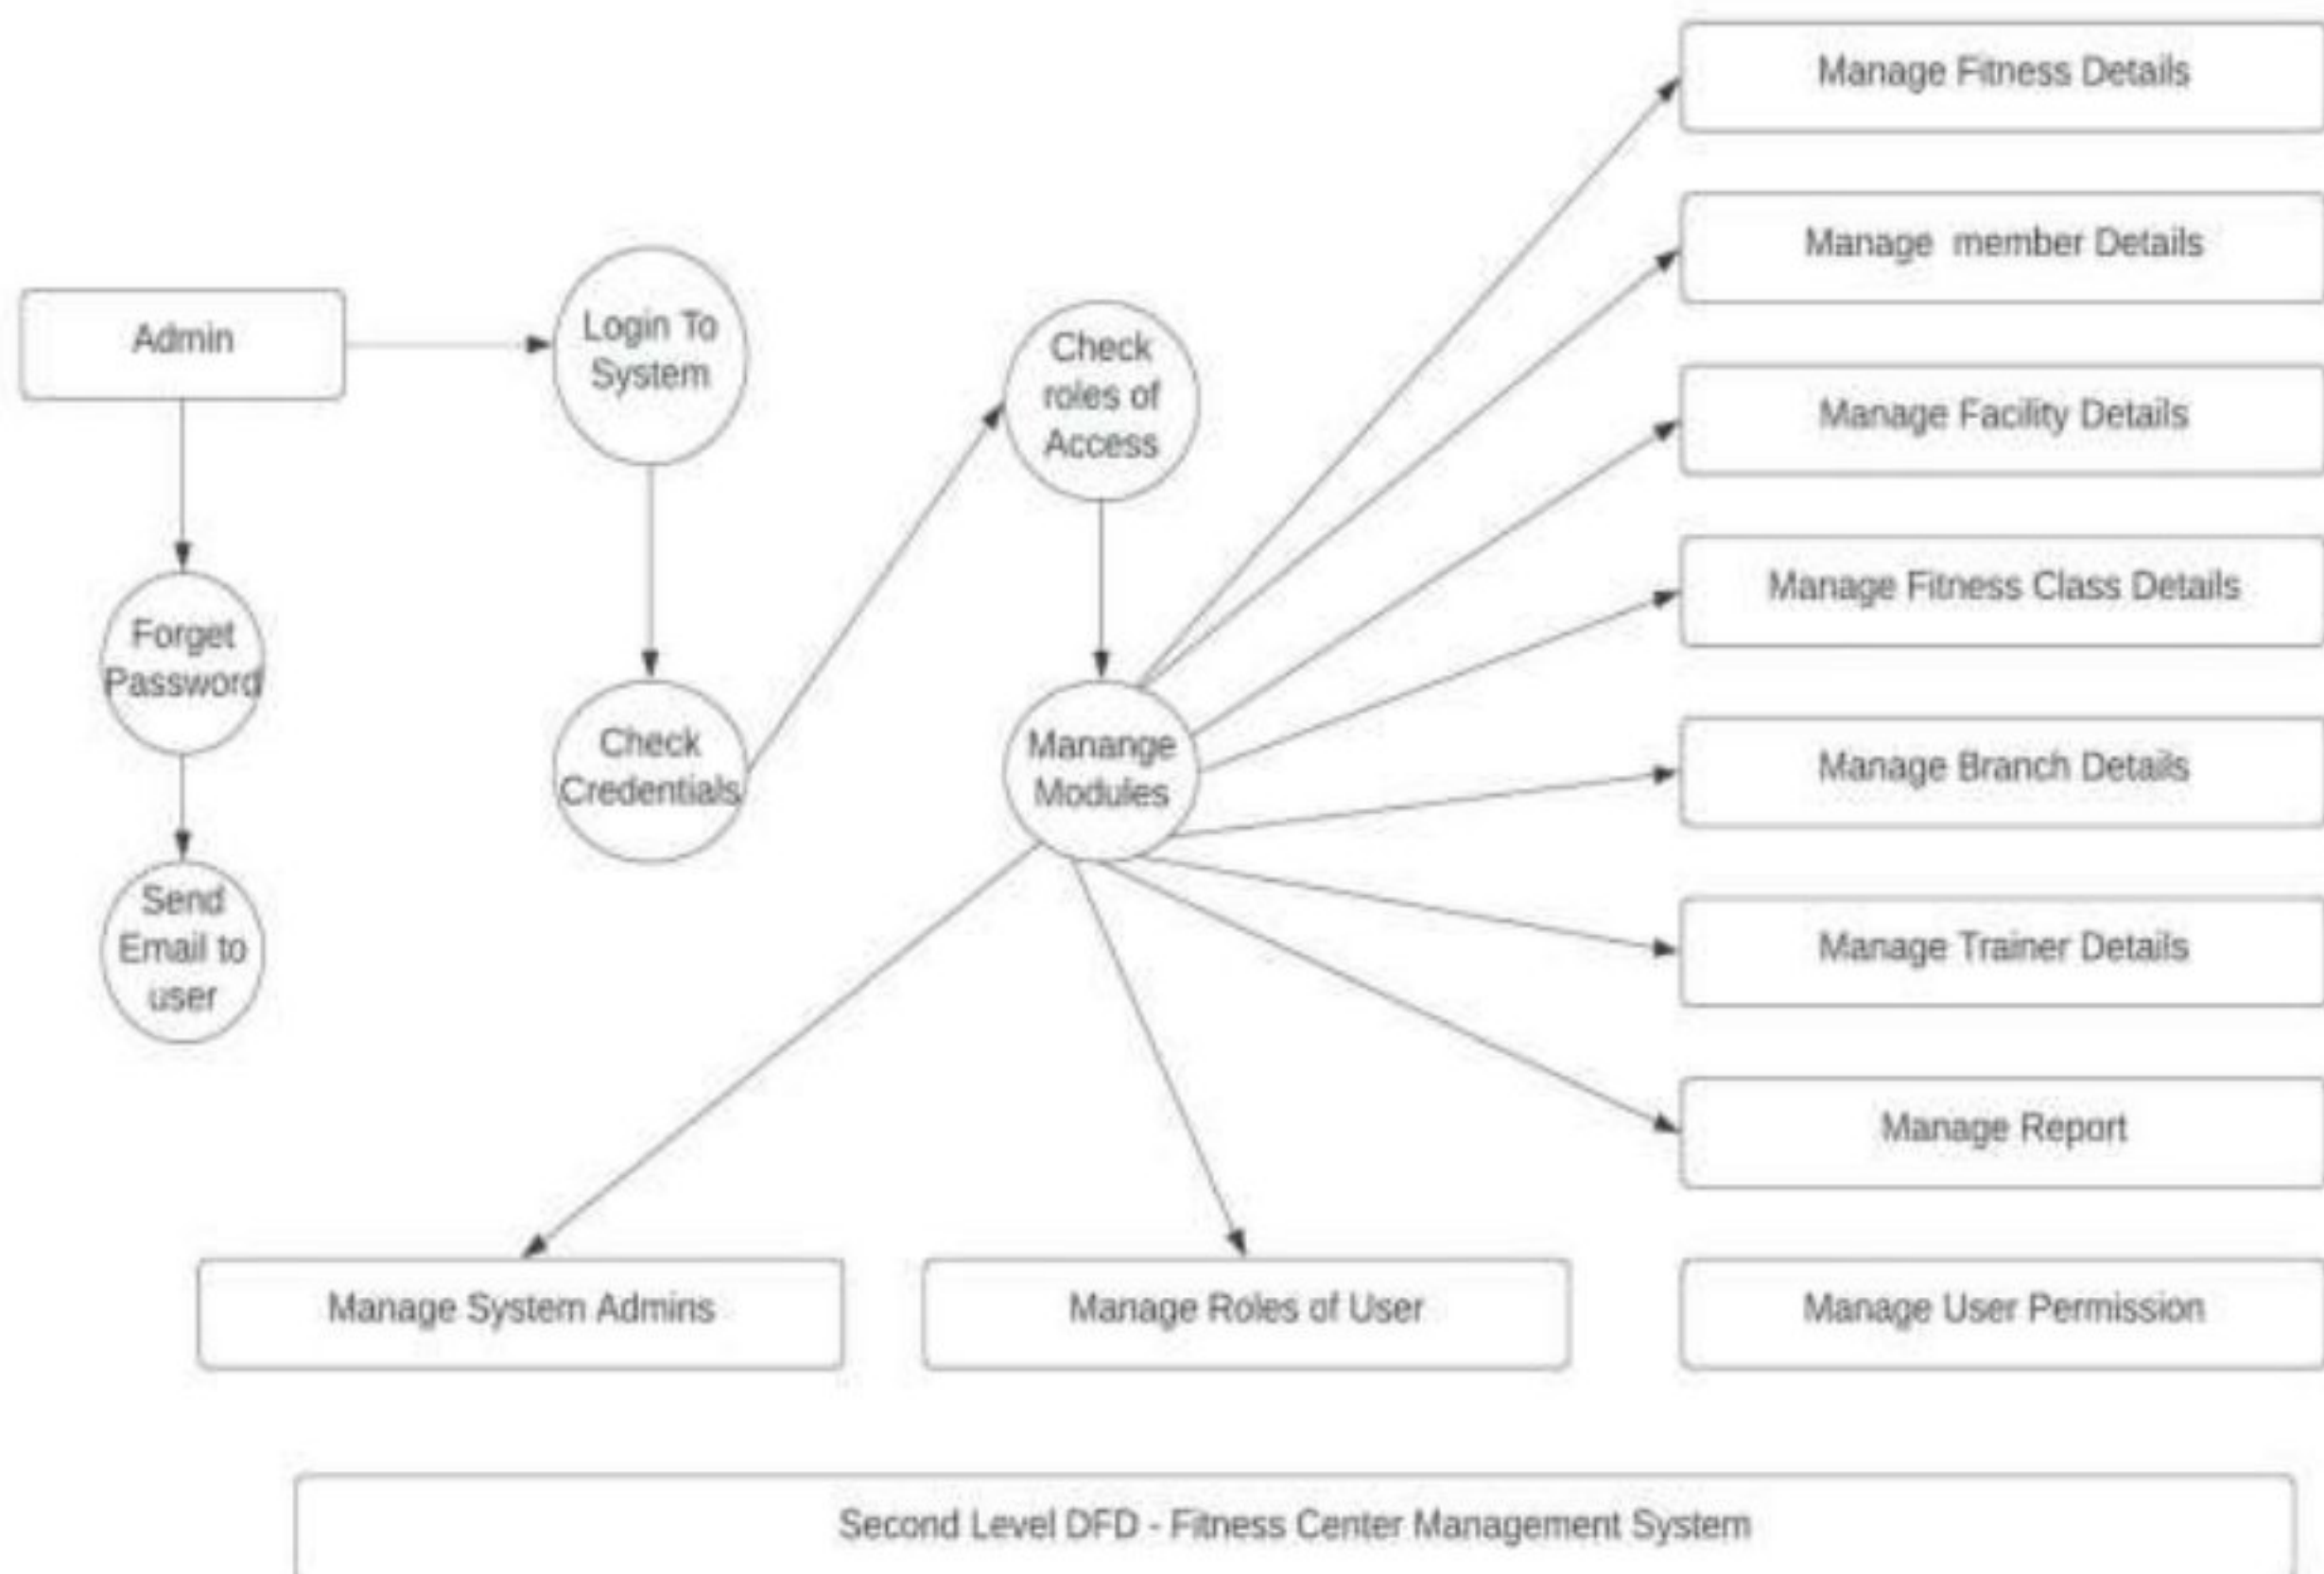 Manage Fitness Details
Manage member Details
Admin
Login To
System
Check
roles of
Access
Manage Facility Details
Manage Fitness Class Details
Forget
Password
Check
Credentials
Manange
Modules
Manage Branch Details
Send
Email to
user
Manage Trainer Details
Manage Report
Manage System Admins
Manage Roles of User
Manage User Permission
Second Level DFD - Fitness Center Management System